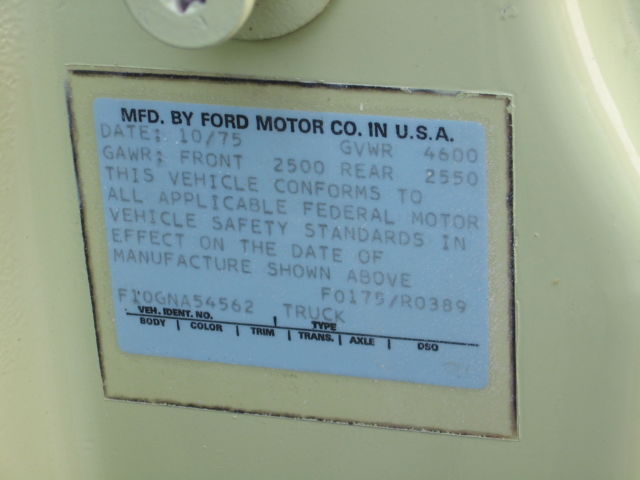 MFD. BY FORD MOTOR CO. IN U.S.A.
DATE: 10/75 GVWR 4600
GAWR: FRONT 2500 REAR 2550
THIS VEHICLE CONFORMS TO
ALL APPLICABLE FEDERAL MOTOR
VEHICLE SAFETY STANDARDS IN
EFFECT ON THE DATE OF
MANUFACTURE SHOWN ABOVE
F0175/R0389
F10GNA54562 TRUCK
VEH. IDENT. NO. TYPE
BODY COLOR TRIM TRANS. AXLE DSO